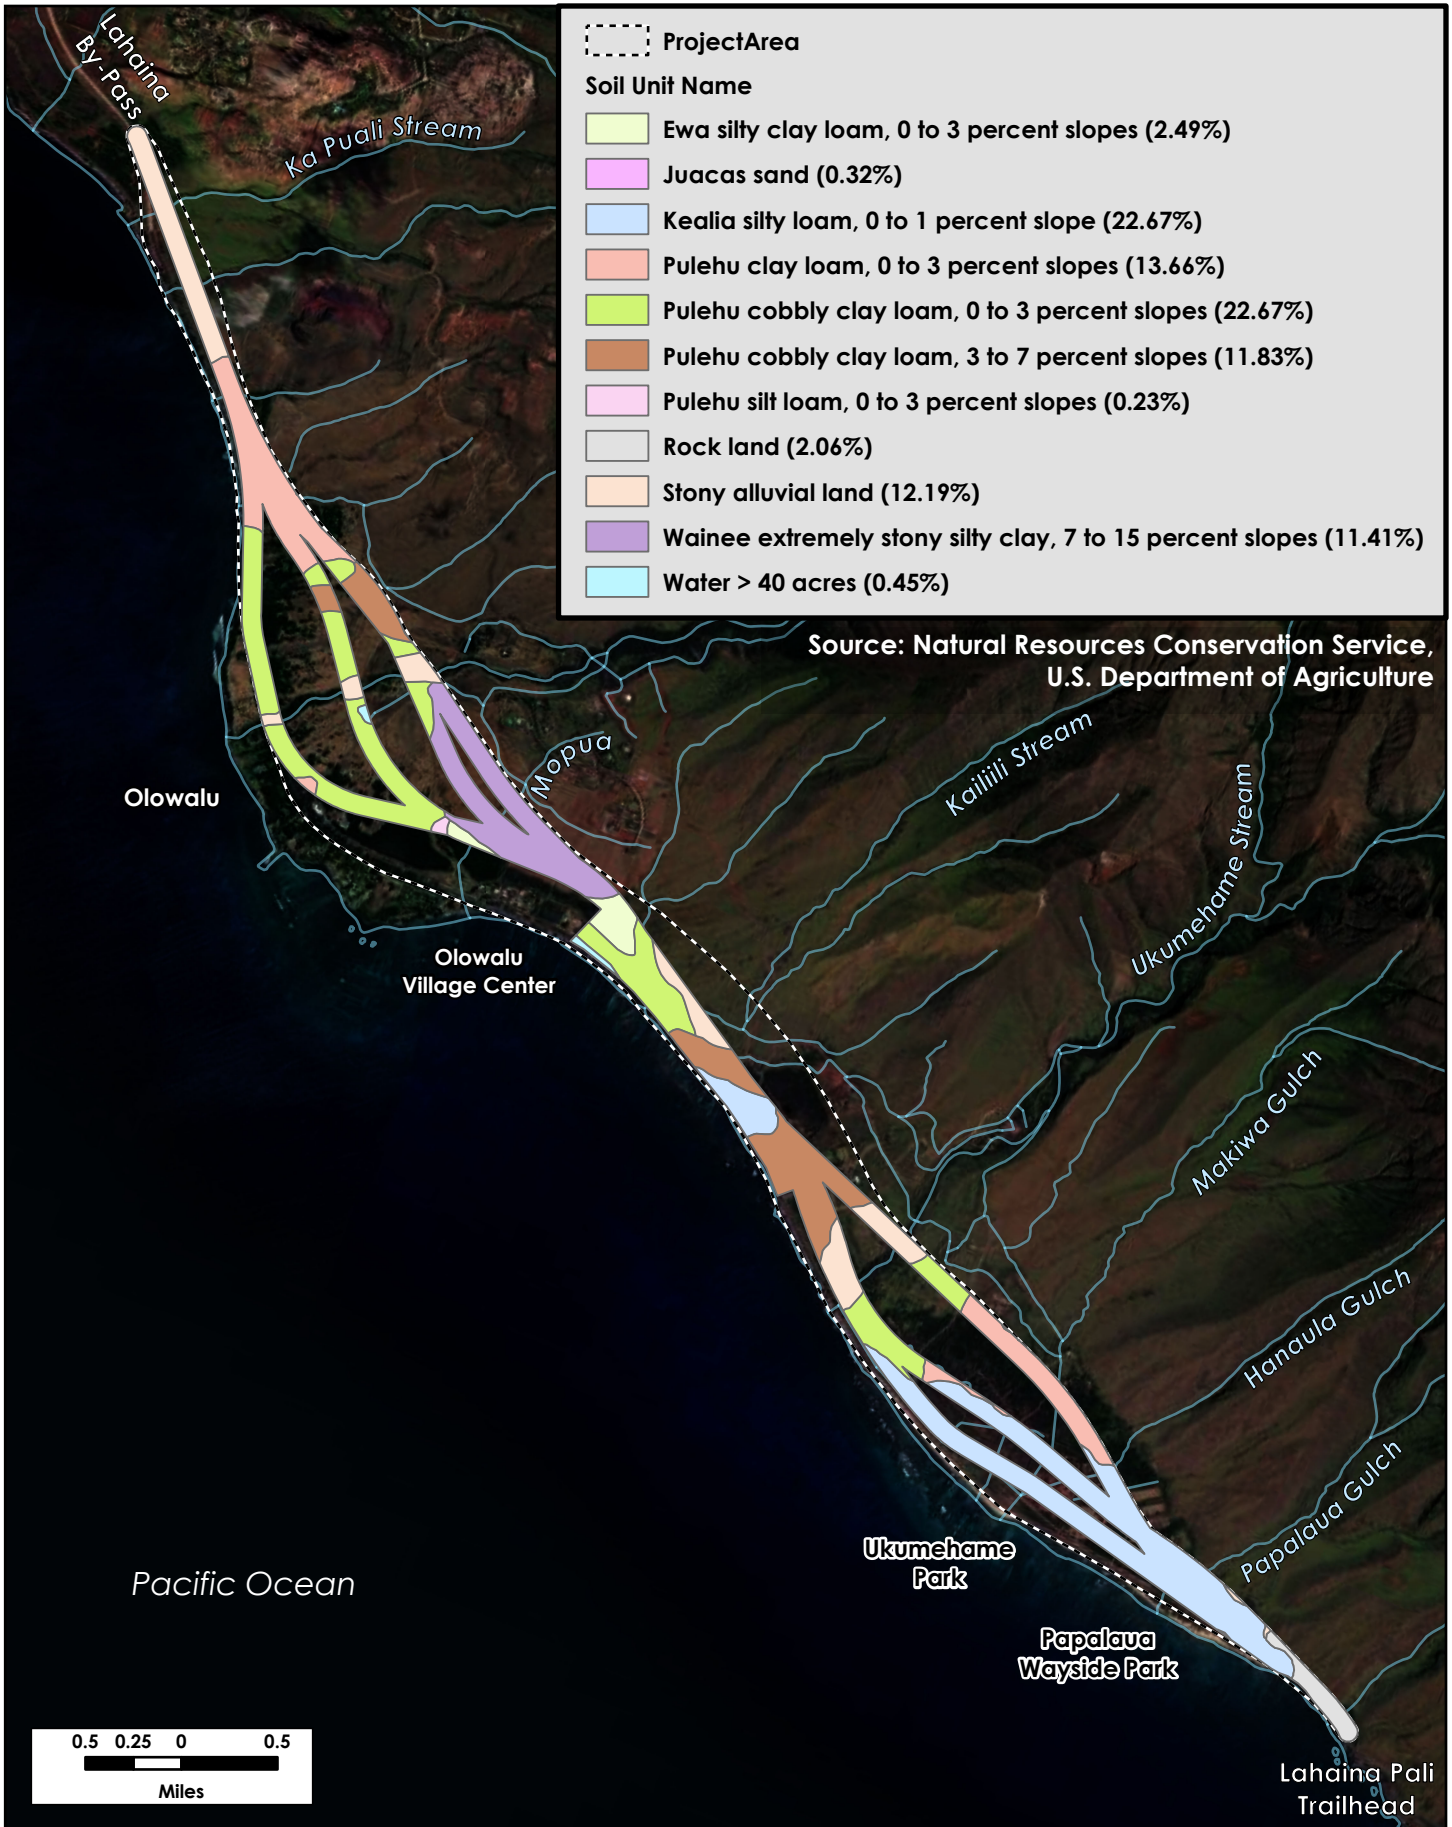 Lahaina
By-Pass
Ka Puali Stream
ProjectArea
Soil Unit Name
Ewa silty clay loam, 0 to 3 percent slopes (2.49%)
Juacas sand (0.32%)
Kealia silty loam, 0 to 1 percent slope (22.67%)
Pulehu clay loam, 0 to 3 percent slopes (13.66%)
Pulehu cobbly clay loam, 0 to 3 percent slopes (22.67%)
Pulehu cobbly clay loam, 3 to 7 percent slopes (11.83%)
Pulehu silt loam, 0 to 3 percent slopes (0.23%)
Rock land (2.06%)
Stony alluvial land (12.19%)
Wainee extremely stony silty clay, 7 to 15 percent slopes (11.41%)
Water > 40 acres (0.45%)
Source: Natural Resources Conservation Service,
U.S. Department of Agriculture
Mopua
Kailiili Stream
Ukumehame Stream
Olowalu
Olowalu
Village Center
Makiwa Gulch
Hanaula Gulch
Papalaua Gulch
Ukumehame
Park
Pacific Ocean
Papalaua
Wayside Park
0.5 0.25 0 0.5
Miles
Lahaina Pali
Trailhead